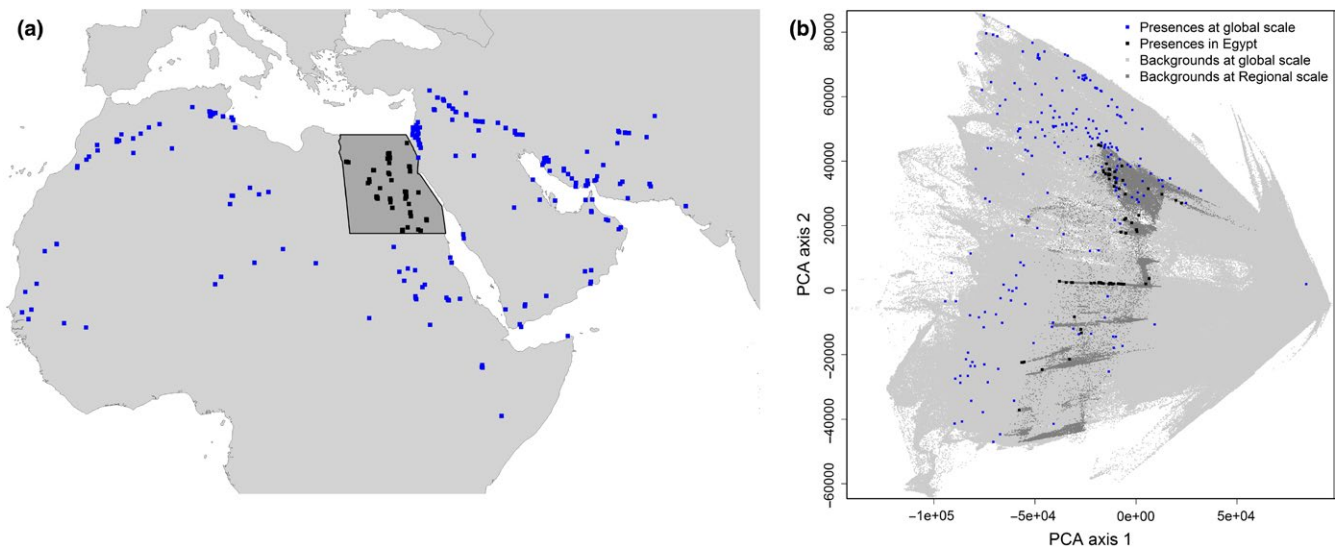 (a)
(b)
Presences at global scale
Presences in Egypt
Backgrounds at global scale
Backgrounds at Regional scale
PCA axis 2
80000
60000
40000
20000
0
−20000
−40000
−60000
−1e+05
−5e+04
0e+00
5e+04
PCA axis 1